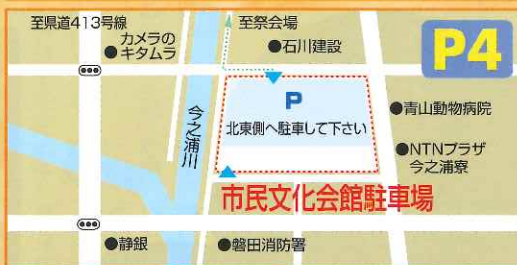 至県道413号線
至祭会場
カメラの
キタムラ
石川建設
P4
P
北東側へ駐車して下さい
今之浦川
青山動物病院
NTNプラザ
今之浦寮
市民文化会館駐車場
静銀
磐田消防署